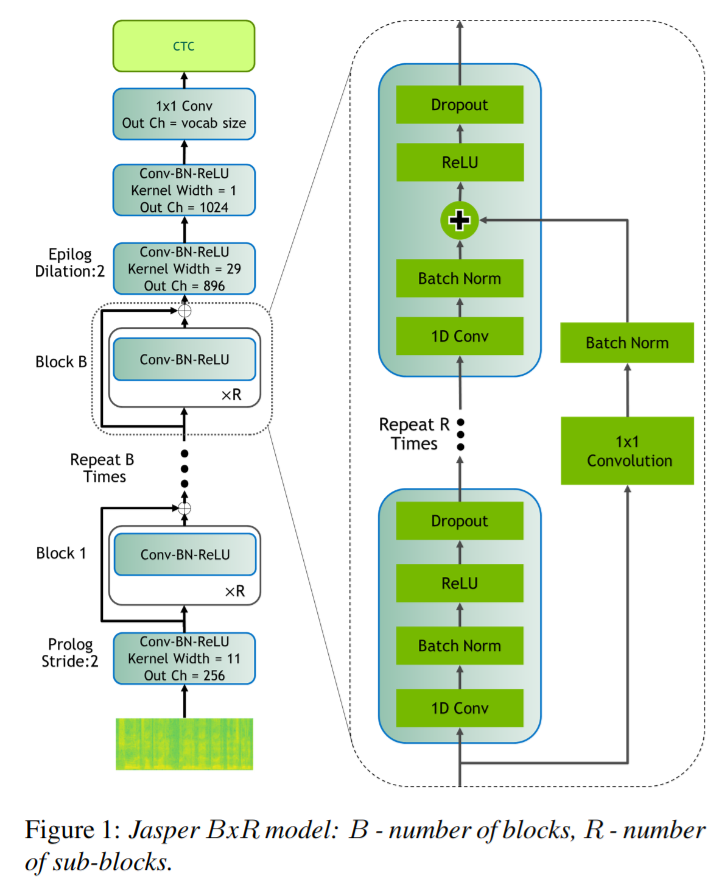 CTC
1x1 Conv
Out Ch = vocab size
Conv-BN-ReLU
Kernel Width = 1
Out Ch = 1024
Epilog
Dilation:2
Conv-BN-ReLU
Kernel Width = 29
Out Ch = 896
Block B
Conv-BN-ReLU
×R
Repeat B
Times
Block 1
Conv-BN-ReLU
×R
Prolog
Stride:2
Conv-BN-ReLU
Kernel Width = 11
Out Ch = 256
Dropout
ReLU
+
Batch Norm
1D Conv
Batch Norm
1x1
Convolution
Repeat R
Times
Dropout
ReLU
Batch Norm
1D Conv
Figure 1: Jasper BxR model: B - number of blocks, R - number
of sub-blocks.